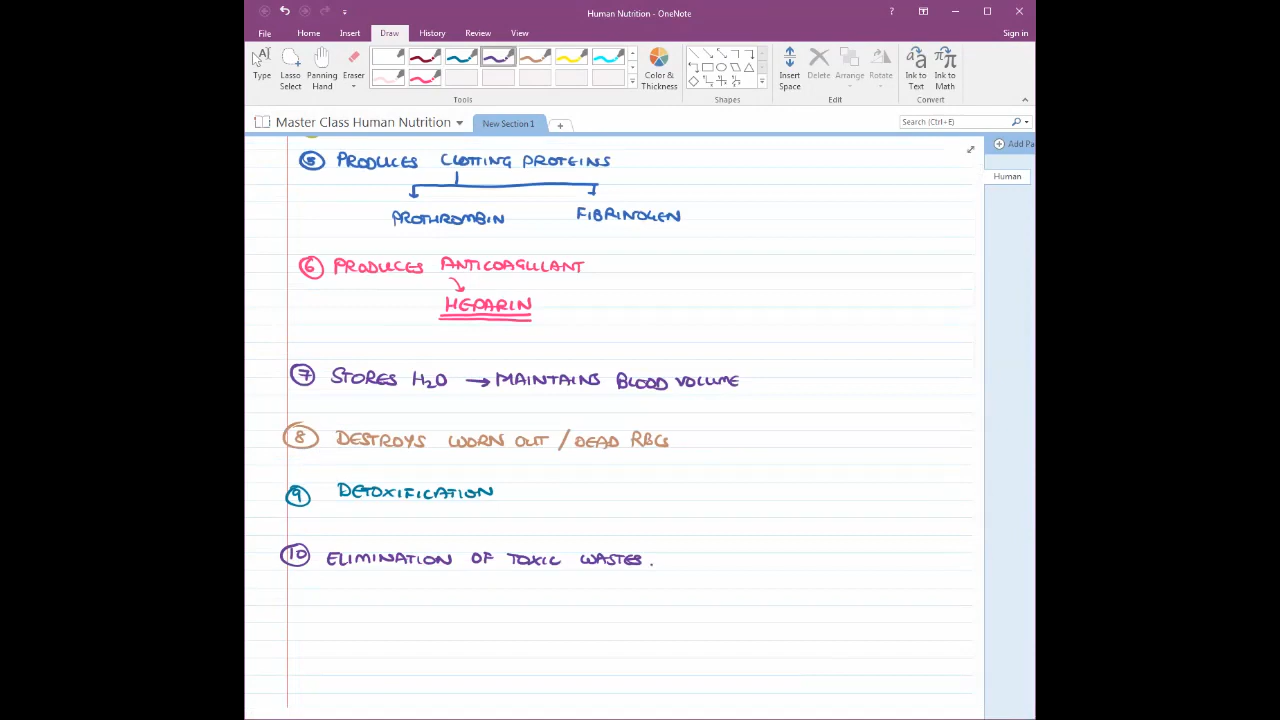 Human Nutrition - OneNote
?
File Home Insert Draw History Review View Sign in
Type Lasso Select Panning Hand Eraser Color & Thickness Insert Space Delete Arrange Rotate Ink to Text Ink to Math
Tools Shapes Edit Convert
Master Class Human Nutrition New Section 1 Search (Ctrl+E)
Add Pa
Human
5 PRODUCES CLOTTING PROTEINS
PROTHROMBIN FIBRINOGEN
6 PRODUCES ANTICOAGULANT
HEPARIN
7 STORES H2O → MAINTAINS BLOOD VOLUME
8 DESTROYS WORN OUT / DEAD RBCs
9 DETOXIFICATION
10 ELIMINATION OF TOXIC WASTES.